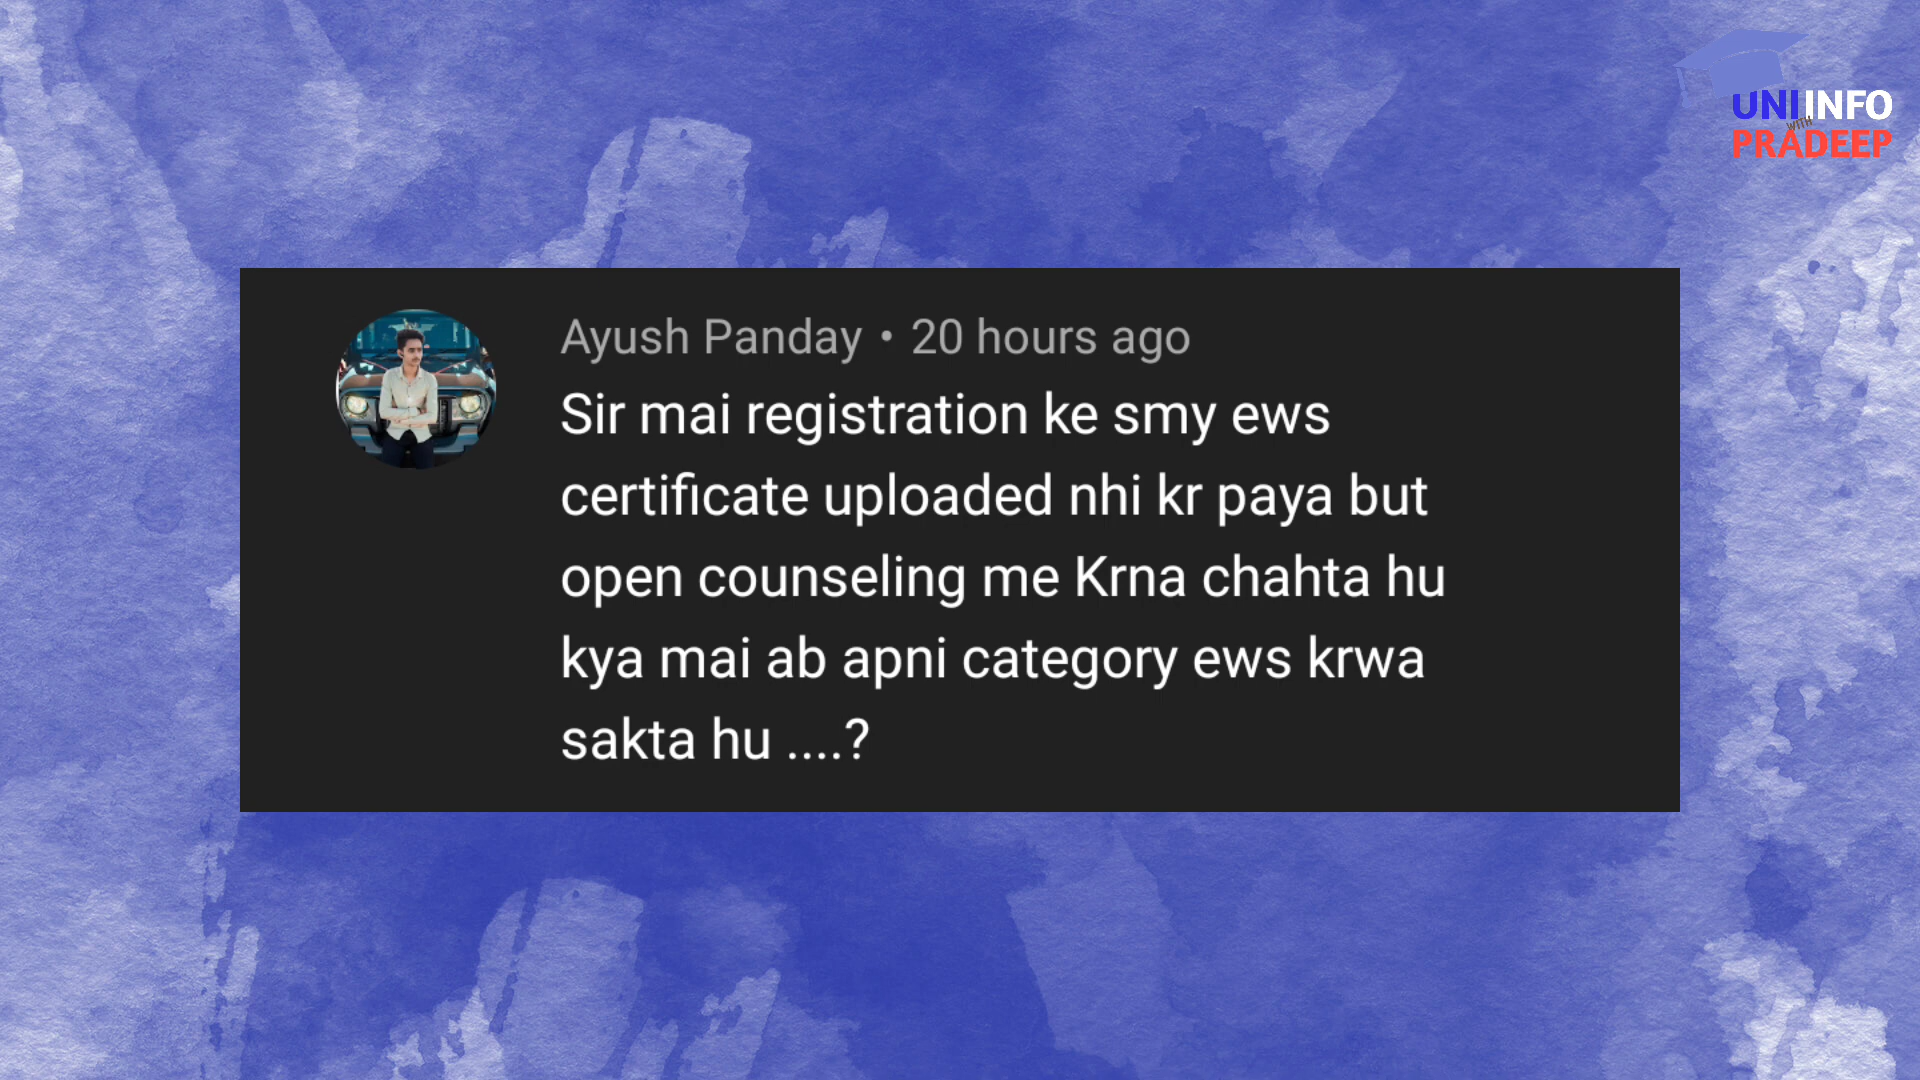 UNI INFO
WITH
PRADEEP
Ayush Panday • 20 hours ago
Sir mai registration ke smy ews
certificate uploaded nhi kr paya but
open counseling me Krna chahta hu
kya mai ab apni category ews krwa
sakta hu ....?